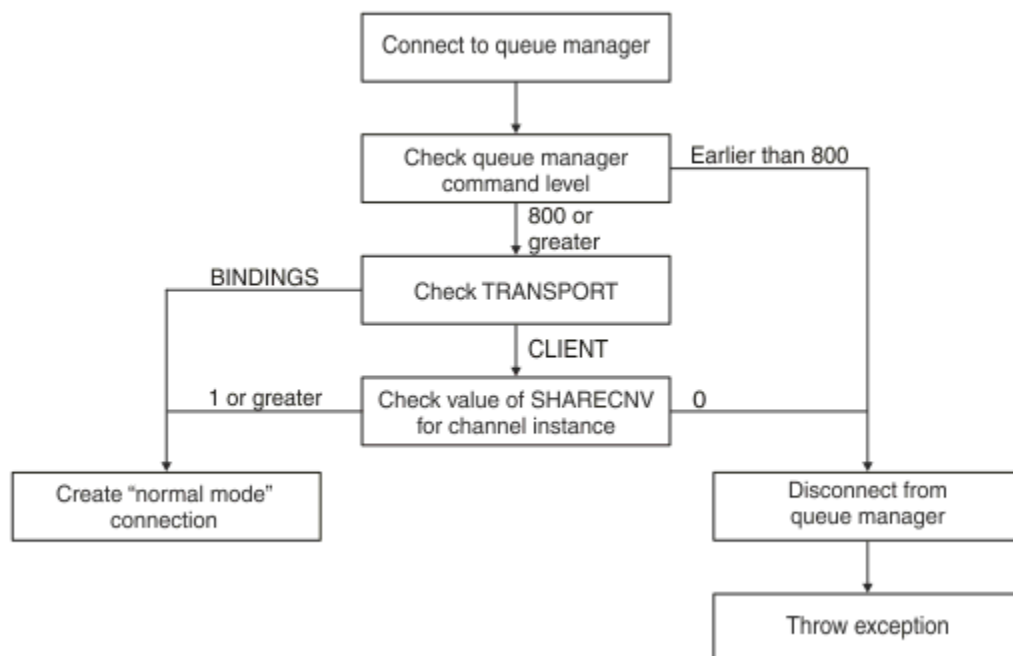 Connect to queue manager
Check queue manager
command level
Earlier than 800
800 or
greater
BINDINGS
Check TRANSPORT
CLIENT
1 or greater
Check value of SHARECNV
for channel instance
0
Create “normal mode”
connection
Disconnect from
queue manager
Throw exception